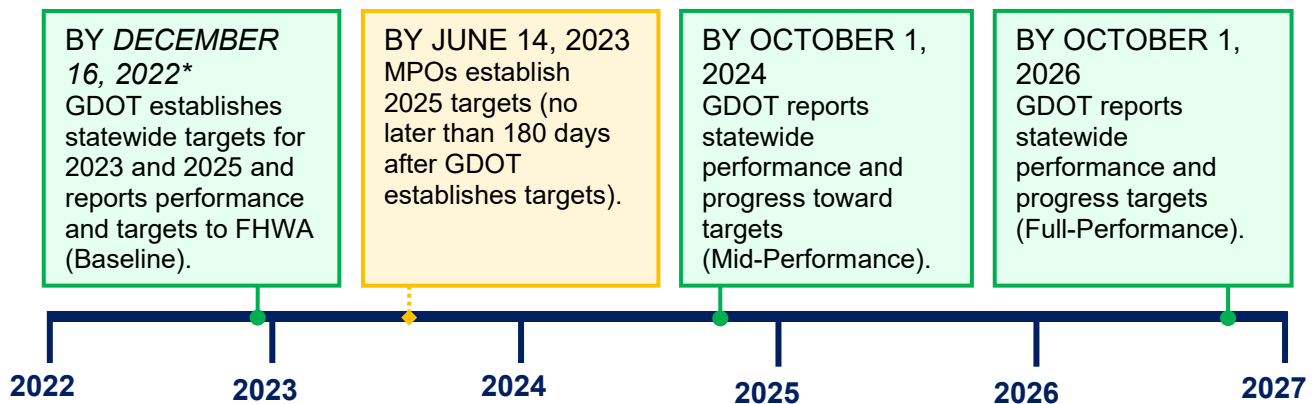 BY DECEMBER
16, 2022*
GDOT establishes
statewide targets for
2023 and 2025 and
reports performance
and targets to FHWA
(Baseline).
BY JUNE 14, 2023
MPOs establish
2025 targets (no
later than 180 days
after GDOT
establishes targets).
BY OCTOBER 1,
2024
GDOT reports
statewide
performance and
progress toward
targets
(Mid-Performance).
BY OCTOBER 1,
2026
GDOT reports
statewide
performance and
progress targets
(Full-Performance).
2022
2023
2024
2025
2026
2027